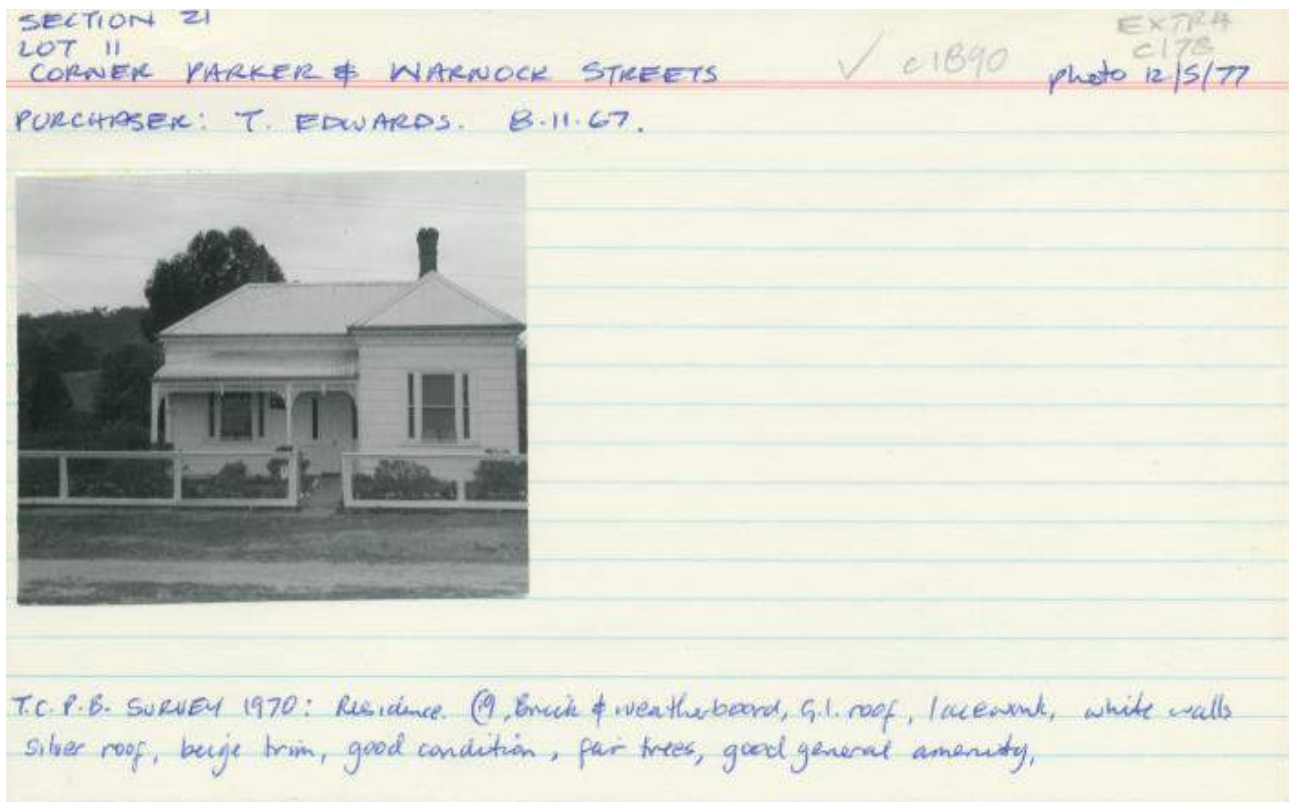 SECTION 21
EXTRA
LOT 11
C178
CORNER PARKER & WARNOCK STREETS ✓ c1890 photo 12/5/77
PURCHASER: T. EDWARDS. 8.11.67.
T.C.P.B. SURVEY 1970: Residence. Brick & weatherboard, G.I. roof, lacework, white walls
Silver roof, beige trim, good condition, fair trees, good general amenity,